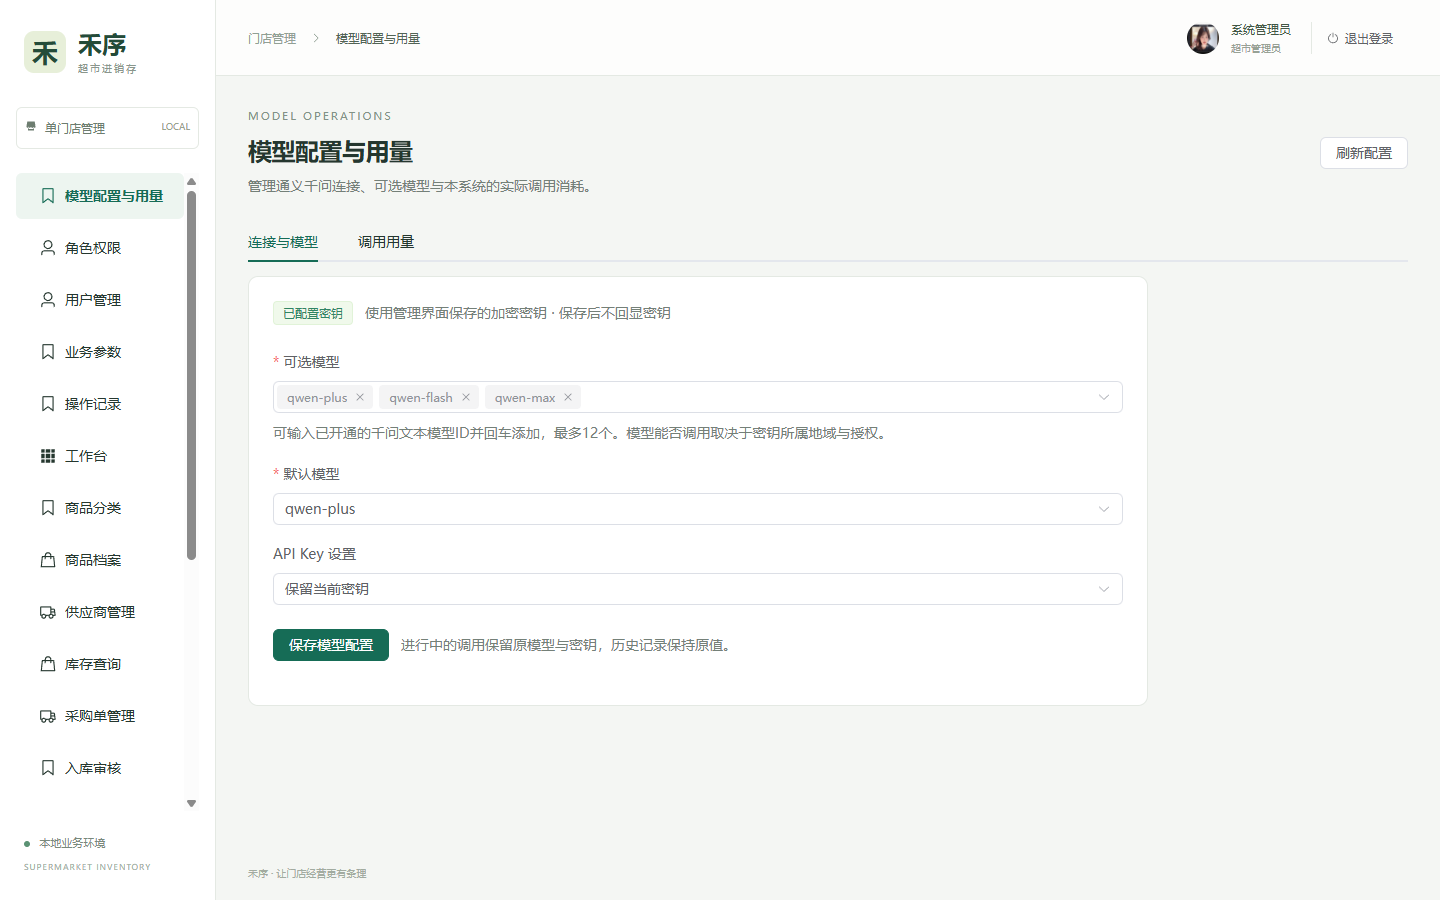 禾
禾序
超市进销存
单门店管理
LOCAL
模型配置与用量
角色权限
用户管理
业务参数
操作记录
工作台
商品分类
商品档案
供应商管理
库存查询
采购单管理
入库审核
本地业务环境
SUPERMARKET INVENTORY
门店管理
模型配置与用量
系统管理员
超市管理员
退出登录
MODEL OPERATIONS
模型配置与用量
管理通义千问连接、可选模型与本系统的实际调用消耗。
刷新配置
连接与模型
调用用量
已配置密钥
使用管理界面保存的加密密钥 · 保存后不回显密钥
* 可选模型
qwen-plus
qwen-flash
qwen-max
可输入已开通的千问文本模型ID并回车添加，最多12个。模型能否调用取决于密钥所属地域与授权。
* 默认模型
qwen-plus
API Key 设置
保留当前密钥
保存模型配置
进行中的调用保留原模型与密钥，历史记录保持原值。
禾序 · 让门店经营更有条理